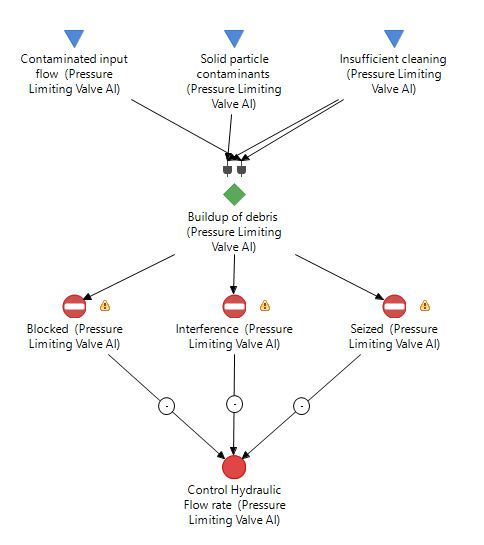 Contaminated input
flow (Pressure
Limiting Valve AI)
Solid particle
contaminants
(Pressure Limiting
Valve AI)
Insufficient cleaning
(Pressure Limiting
Valve AI)
Buildup of debris
(Pressure Limiting
Valve AI)
Blocked (Pressure
Limiting Valve AI)
Interference (Pressure
Limiting Valve AI)
Seized (Pressure
Limiting Valve AI)
-
-
-
Control Hydraulic
Flow rate (Pressure
Limiting Valve AI)